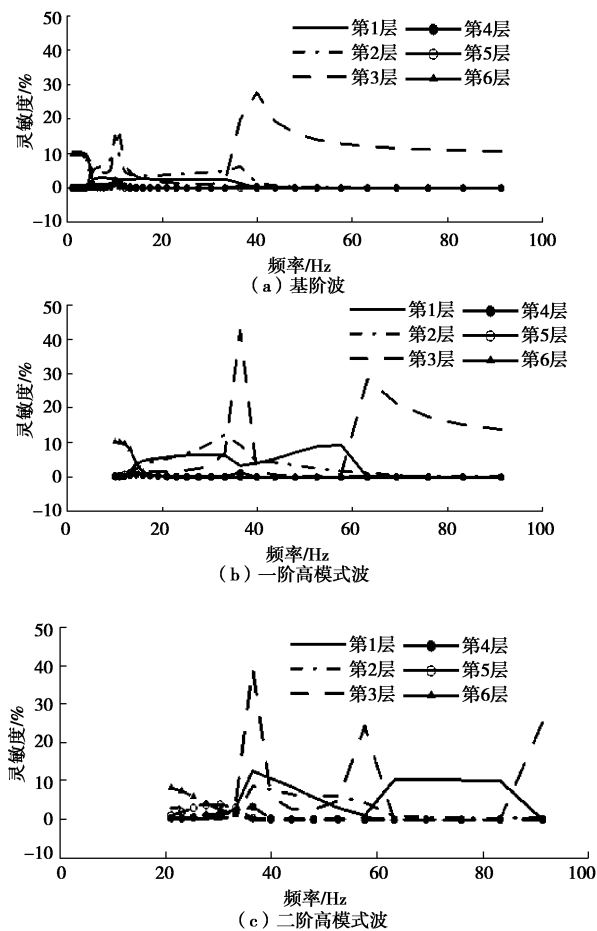 50
40
30
20
10
0
−10
灵敏度/%
第1层 第4层
第2层 第5层
第3层 第6层
0 20 40 60 80 100
频率/Hz
（a）基阶波
50
40
30
20
10
0
−10
灵敏度/%
第1层 第4层
第2层 第5层
第3层 第6层
0 20 40 60 80 100
频率/Hz
（b）一阶高模式波
50
40
30
20
10
0
−10
灵敏度/%
第1层 第4层
第2层 第5层
第3层 第6层
0 20 40 60 80 100
频率/Hz
（c）二阶高模式波